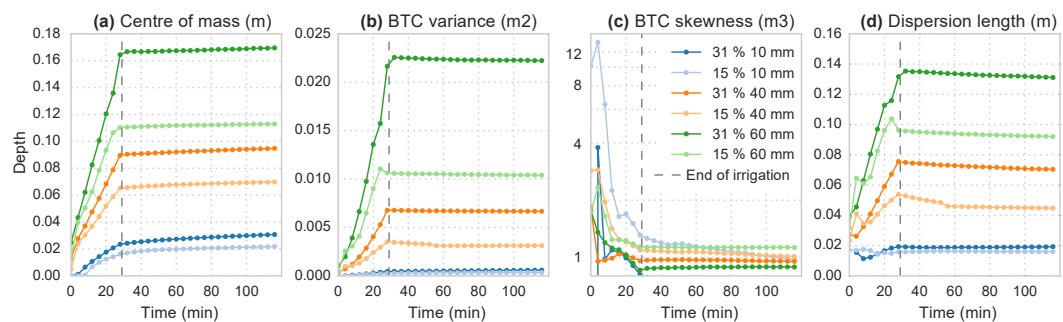 (a) Centre of mass (m)
(b) BTC variance (m2)
(c) BTC skewness (m3)
(d) Dispersion length (m)
Depth
0.18
0.16
0.14
0.12
0.10
0.08
0.06
0.04
0.02
0.00
0 20 40 60 80 100
Time (min)
0.025
0.020
0.015
0.010
0.005
0.000
0 20 40 60 80 100
Time (min)
12
8
4
1
31 % 10 mm
15 % 10 mm
31 % 40 mm
15 % 40 mm
31 % 60 mm
15 % 60 mm
End of irrigation
0 20 40 60 80 100
Time (min)
0.16
0.14
0.12
0.10
0.08
0.06
0.04
0.02
0.00
0 20 40 60 80 100
Time (min)